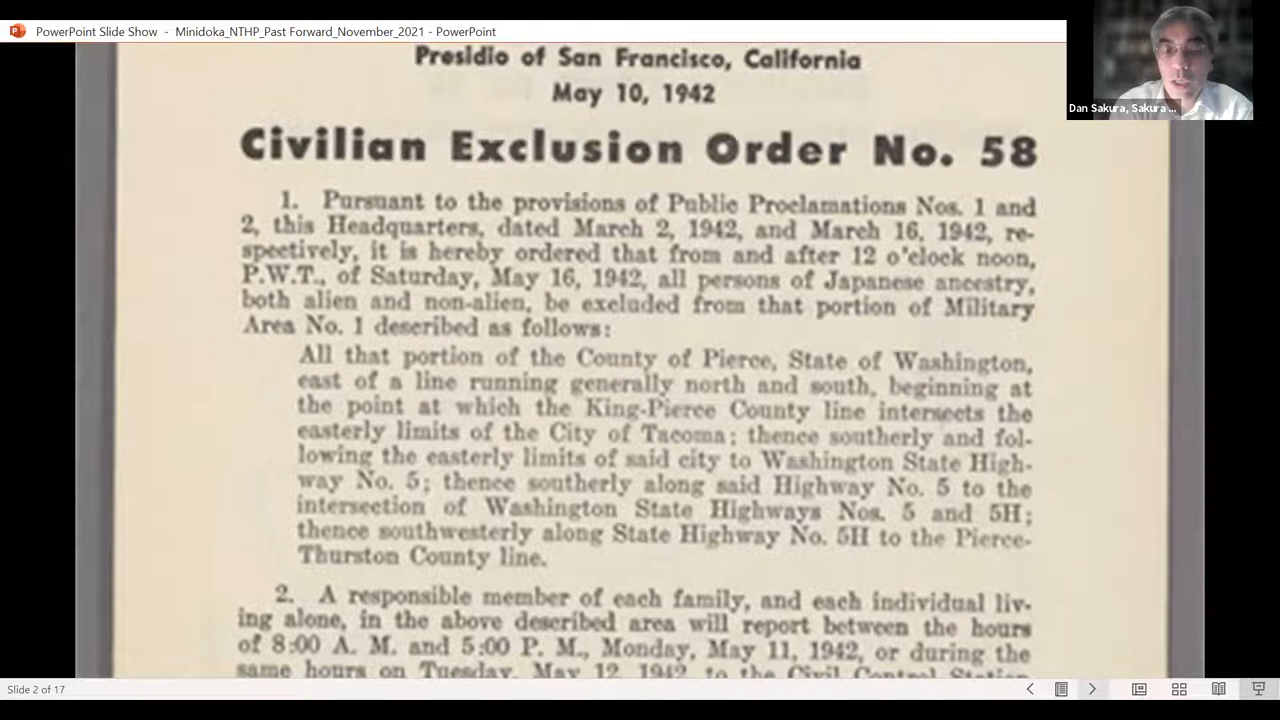 PowerPoint Slide Show - Minidoka_NTHP_Past Forward_November_2021 - PowerPoint
Dan Sakura, Sakura ...
Presidio of San Francisco, California
May 10, 1942
Civilian Exclusion Order No. 58
1. Pursuant to the provisions of Public Proclamations Nos. 1 and
2, this Headquarters, dated March 2, 1942, and March 16, 1942, re-
spectively, it is hereby ordered that from and after 12 o'clock noon,
P.W.T., of Saturday, May 16, 1942, all persons of Japanese ancestry,
both alien and non-alien, be excluded from that portion of Military
Area No. 1 described as follows:
All that portion of the County of Pierce, State of Washington,
east of a line running generally north and south, beginning at
the point at which the King-Pierce County line intersects the
easterly limits of the City of Tacoma; thence southerly and fol-
lowing the easterly limits of said city to Washington State High-
way No. 5; thence southerly along said Highway No. 5 to the
intersection of Washington State Highways Nos. 5 and 5H;
thence southwesterly along State Highway No. 5H to the Pierce-
Thurston County line.
2. A responsible member of each family, and each individual liv-
ing alone, in the above described area will report between the hours
of 8:00 A. M. and 5:00 P. M., Monday, May 11, 1942, or during the
same hours on Tuesday, May 12, 1942, to the Civil Control Station
Slide 2 of 17